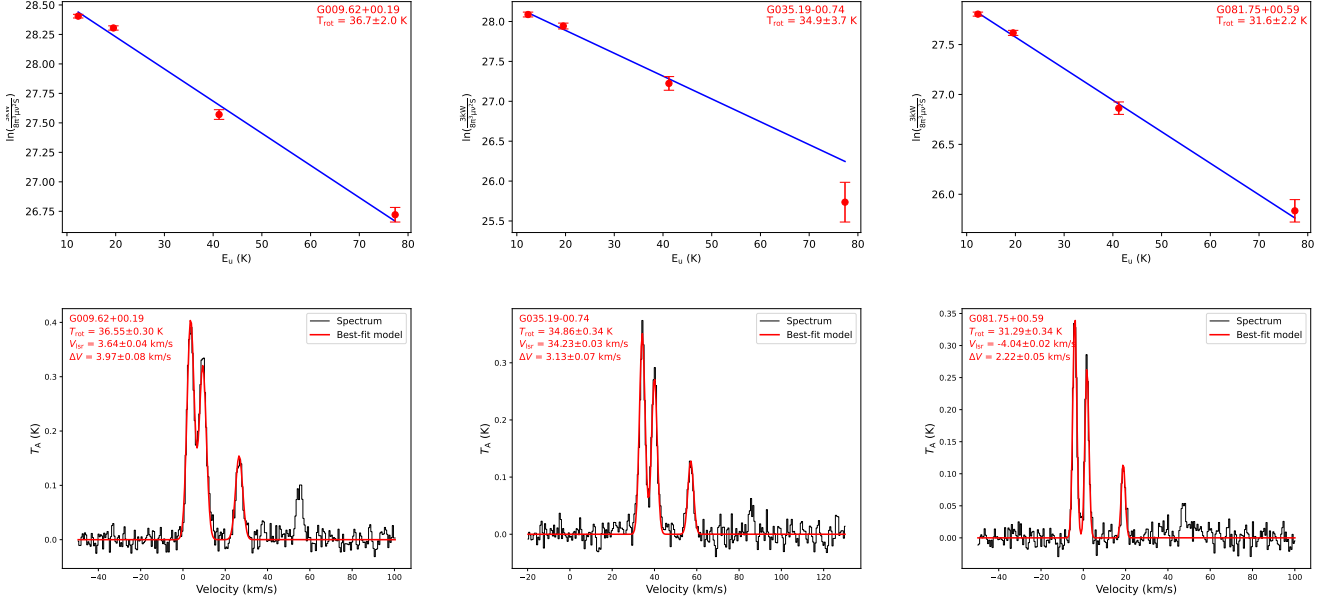 G009.62+00.19
T_rot = 36.7±2.0 K
28.50
28.25
28.00
27.75
27.50
27.25
27.00
26.75
ln(3kW/8π³μν²S)
10 20 30 40 50 60 70 80
E_u (K)
G035.19-00.74
T_rot = 34.9±3.7 K
28.0
27.5
27.0
26.5
26.0
25.5
ln(3kW/8π³μν²S)
10 20 30 40 50 60 70 80
E_u (K)
G081.75+00.59
T_rot = 31.6±2.2 K
27.5
27.0
26.5
26.0
ln(3kW/8π³μν²S)
10 20 30 40 50 60 70 80
E_u (K)
G009.62+00.19
T_rot = 36.55±0.30 K
V_lsr = 3.64±0.04 km/s
ΔV = 3.97±0.08 km/s
Spectrum
Best-fit model
0.4
0.3
0.2
0.1
0.0
T_A (K)
−40 −20 0 20 40 60 80 100
Velocity (km/s)
G035.19-00.74
T_rot = 34.86±0.34 K
V_lsr = 34.23±0.03 km/s
ΔV = 3.13±0.07 km/s
Spectrum
Best-fit model
0.3
0.2
0.1
0.0
T_A (K)
−20 0 20 40 60 80 100 120
Velocity (km/s)
G081.75+00.59
T_rot = 31.29±0.34 K
V_lsr = -4.04±0.02 km/s
ΔV = 2.22±0.05 km/s
Spectrum
Best-fit model
0.35
0.30
0.25
0.20
0.15
0.10
0.05
0.00
T_A (K)
−40 −20 0 20 40 60 80 100
Velocity (km/s)